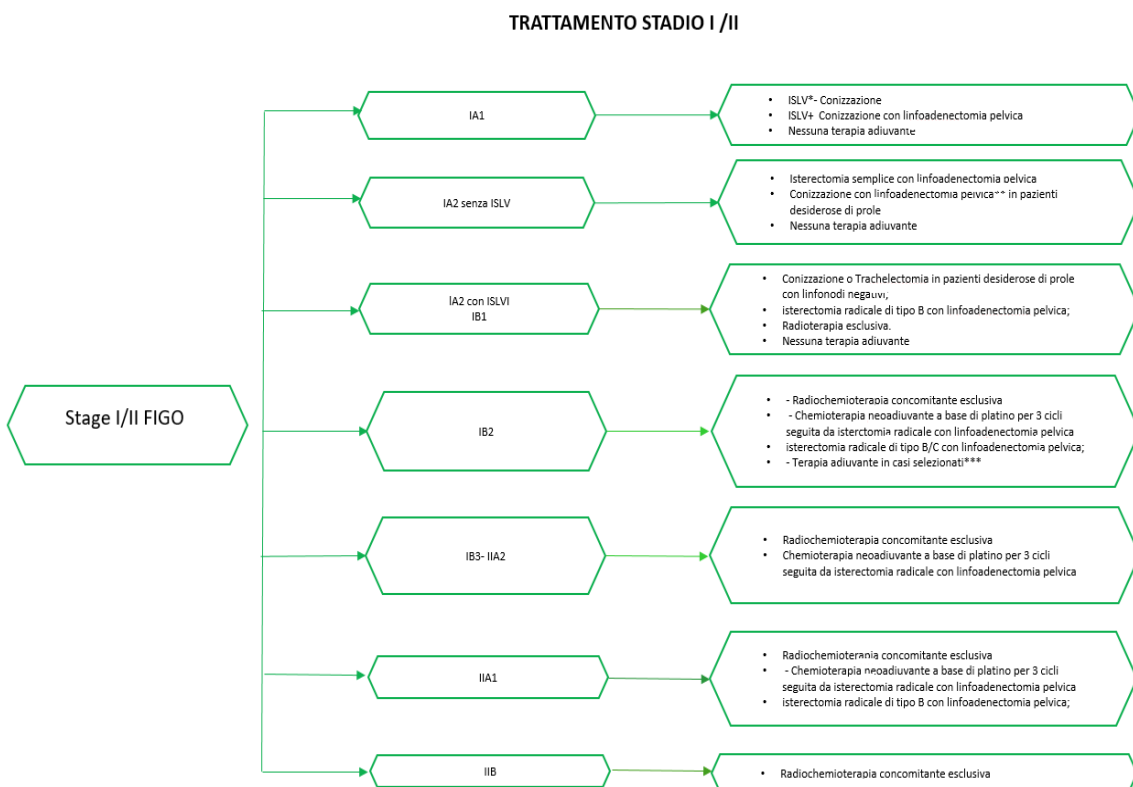 TRATTAMENTO STADIO I /II
Stage I/II FIGO
IA1
• ISLV*- Conizzazione
• ISLV+ Conizzazione con linfoadenectomia pelvica
• Nessuna terapia adiuvante
IA2 senza ISLV
• Isterectomia semplice con linfoadenectomia pelvica
• Conizzazione con linfoadenectomia pelvica** in pazienti
desiderose di prole
• Nessuna terapia adiuvante
IA2 con ISLVI
IB1
• Conizzazione o Trachelectomia in pazienti desiderose di prole
con linfonodi negativi;
• isterectomia radicale di tipo B con linfoadenectomia pelvica;
• Radioterapia esclusiva.
• Nessuna terapia adiuvante
IB2
• - Radiochemioterapia concomitante esclusiva
• - Chemioterapia neoadiuvante a base di platino per 3 cicli
seguita da isterctomia radicale con linfoadenectomia pelvica
• isterectomia radicale di tipo B/C con linfoadenectomia pelvica;
• - Terapia adiuvante in casi selezionati***
IB3- IIA2
• Radiochemioterapia concomitante esclusiva
• Chemioterapia neoadiuvante a base di platino per 3 cicli
seguita da isterectomia radicale con linfoadenectomia pelvica
IIA1
• Radiochemioterapia concomitante esclusiva
• - Chemioterapia neoadiuvante a base di platino per 3 cicli
seguita da isterectomia radicale con linfoadenectomia pelvica
• isterectomia radicale di tipo B con linfoadenectomia pelvica;
IIB
• Radiochemioterapia concomitante esclusiva